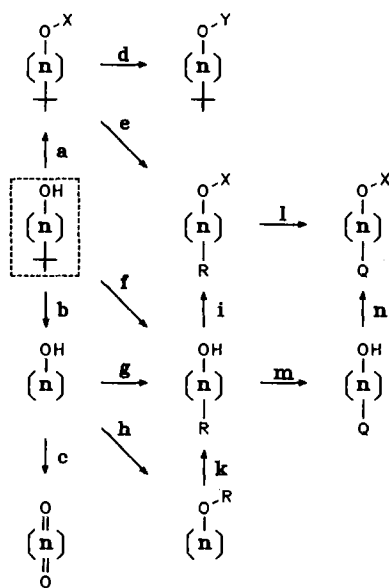 O-X
(n)
d
O-Y
(n)
a
e
OH
(n)
O-X
(n)
R
l
O-X
(n)
Q
b
f
i
n
OH
(n)
g
OH
(n)
R
m
OH
(n)
Q
c
h
k
O
(n)
O
O-R
(n)